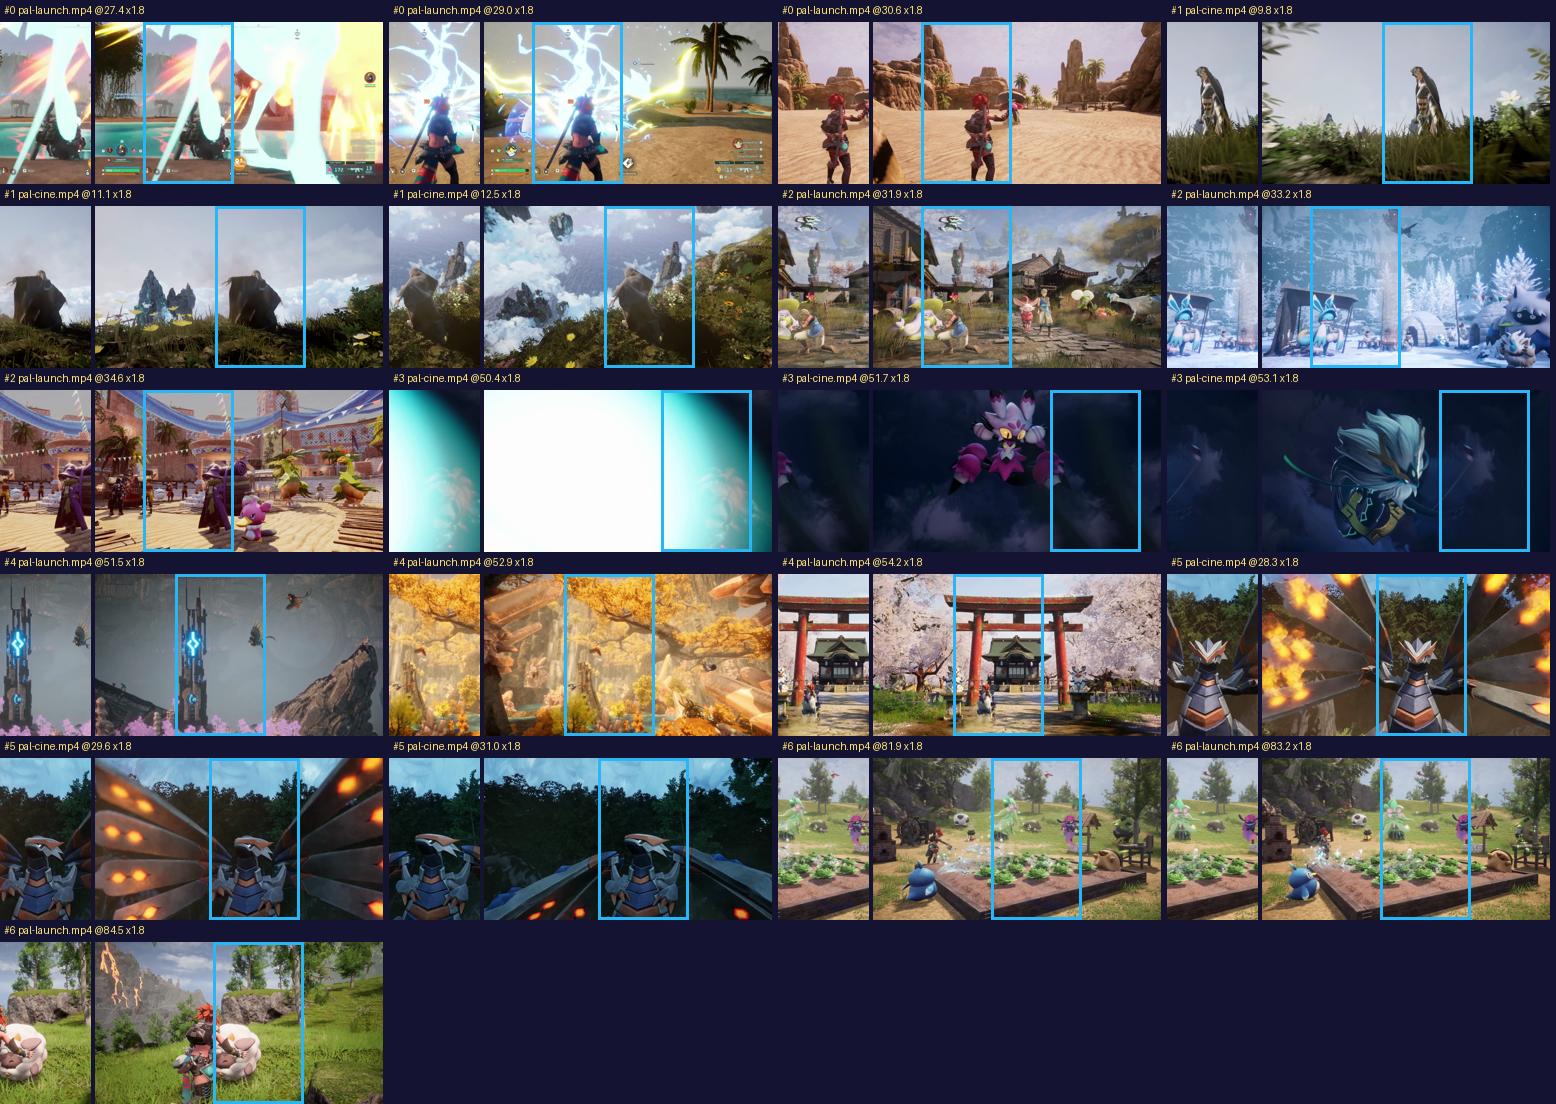 #0 pal-launch.mp4 @27.4 x1.8
#0 pal-launch.mp4 @29.0 x1.8
#0 pal-launch.mp4 @30.6 x1.8
#1 pal-cine.mp4 @9.8 x1.8
#1 pal-cine.mp4 @11.1 x1.8
#1 pal-cine.mp4 @12.5 x1.8
#2 pal-launch.mp4 @31.9 x1.8
#2 pal-launch.mp4 @33.2 x1.8
#2 pal-launch.mp4 @34.6 x1.8
#3 pal-cine.mp4 @50.4 x1.8
#3 pal-cine.mp4 @51.7 x1.8
#3 pal-cine.mp4 @53.1 x1.8
#4 pal-launch.mp4 @51.5 x1.8
#4 pal-launch.mp4 @52.9 x1.8
#4 pal-launch.mp4 @54.2 x1.8
#5 pal-cine.mp4 @28.3 x1.8
#5 pal-cine.mp4 @29.6 x1.8
#5 pal-cine.mp4 @31.0 x1.8
#6 pal-launch.mp4 @81.9 x1.8
#6 pal-launch.mp4 @83.2 x1.8
#6 pal-launch.mp4 @84.5 x1.8